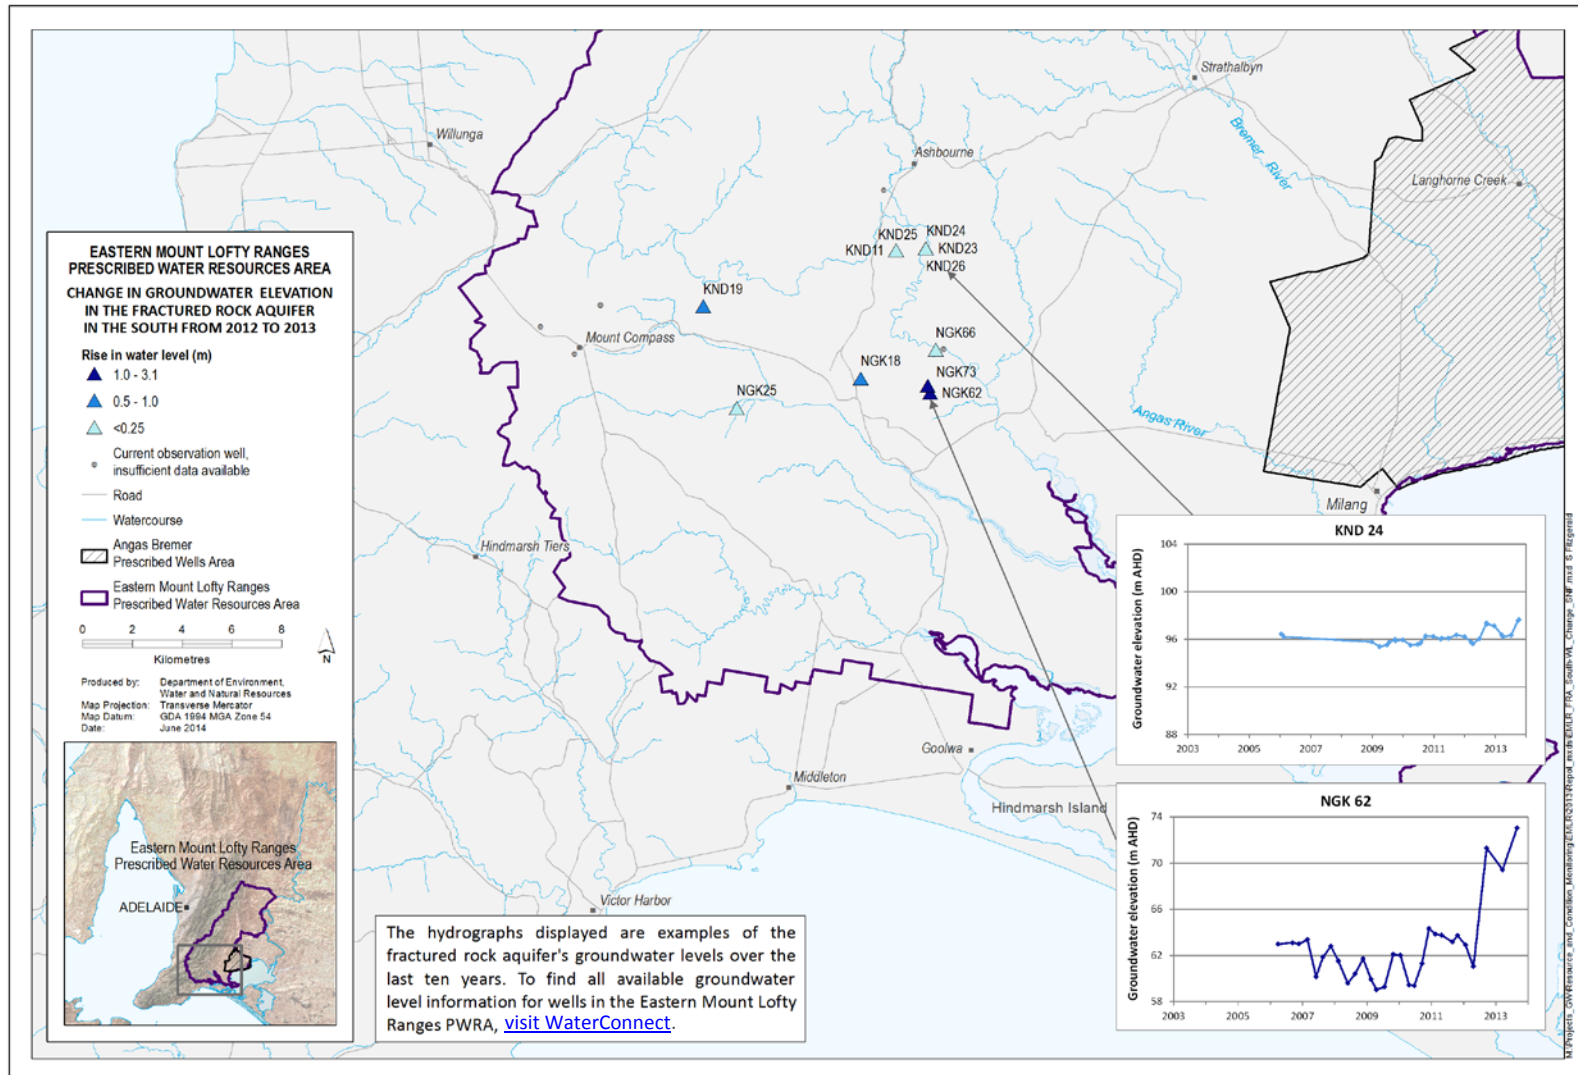 EASTERN MOUNT LOFTY RANGES
PRESCRIBED WATER RESOURCES AREA
CHANGE IN GROUNDWATER ELEVATION
IN THE FRACTURED ROCK AQUIFER
IN THE SOUTH FROM 2012 TO 2013
Rise in water level (m)
1.0 - 3.1
0.5 - 1.0
<0.25
Current observation well,
insufficient data available
Road
Watercourse
Angas Bremer
Prescribed Wells Area
Eastern Mount Lofty Ranges
Prescribed Water Resources Area
0 2 4 6 8
Kilometres
N
Produced by: Department of Environment,
Water and Natural Resources
Map Projection: Transverse Mercator
Map Datum: GDA 1994 MGA Zone 54
Date: June 2014
Eastern Mount Lofty Ranges
Prescribed Water Resources Area
ADELAIDE
Strathalbyn
Willunga
Ashbourne
Bremer River
Langhorne Creek
KND24
KND25
KND11
KND23
KND26
KND19
Mount Compass
NGK66
NGK18
NGK73
NGK62
NGK25
Angas River
Milang
Hindmarsh Tiers
Goolwa
Middleton
Hindmarsh Island
Victor Harbor
KND 24
Groundwater elevation (m AHD)
104
100
96
92
88
2003 2005 2007 2009 2011 2013
NGK 62
Groundwater elevation (m AHD)
74
70
66
62
58
2003 2005 2007 2009 2011 2013
The hydrographs displayed are examples of the
fractured rock aquifer's groundwater levels over the
last ten years. To find all available groundwater
level information for wells in the Eastern Mount Lofty
Ranges PWRA, visit WaterConnect.